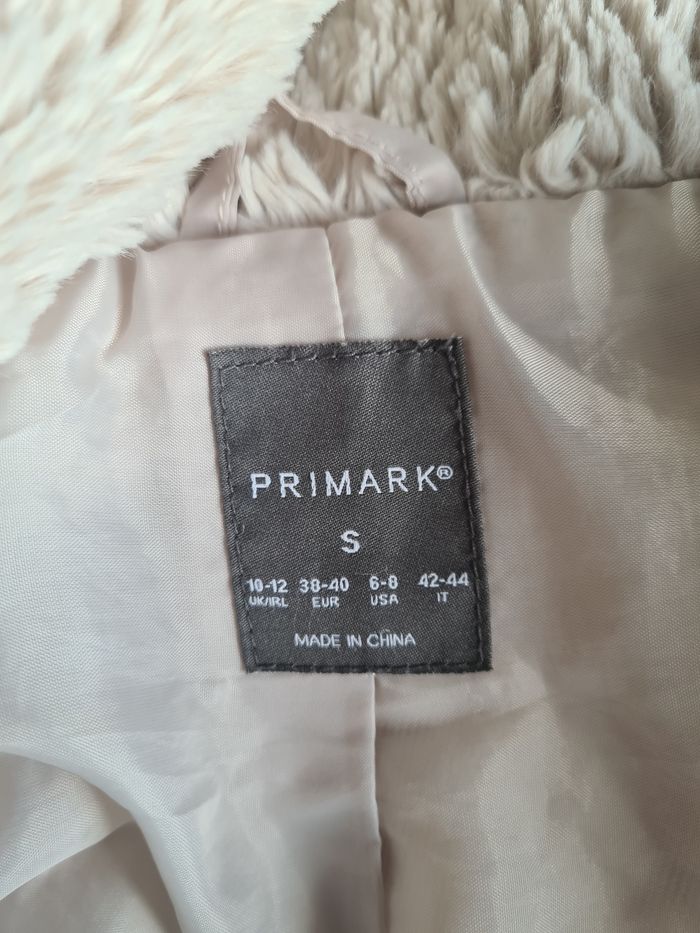 PRIMARK®
S
10-12 38-40 6-8 42-44
UK/IRL EUR USA IT
MADE IN CHINA